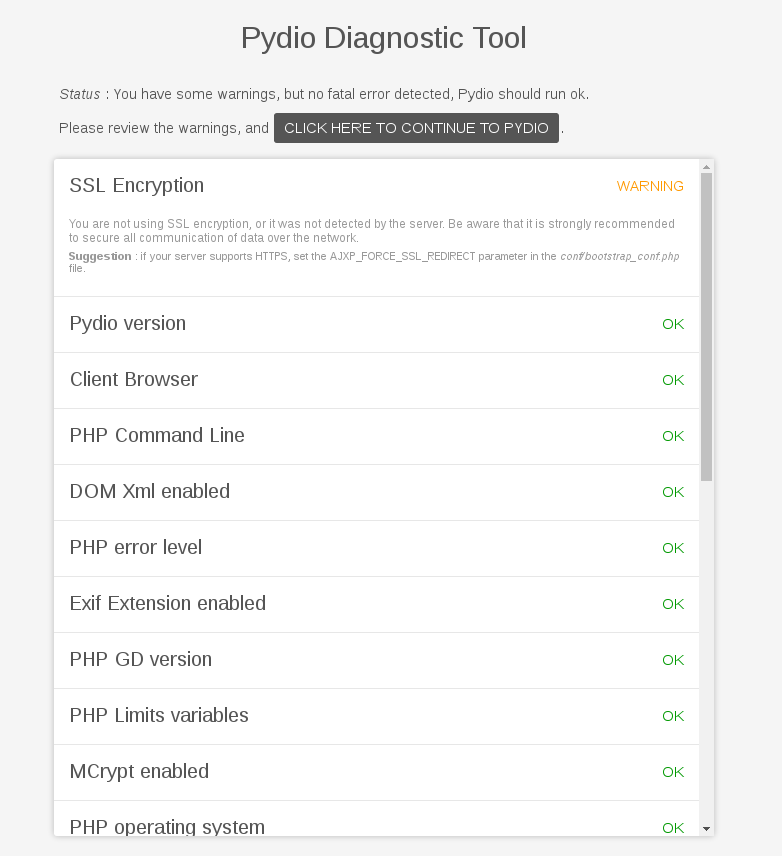 Pydio Diagnostic Tool
Status : You have some warnings, but no fatal error detected, Pydio should run ok.
Please review the warnings, and CLICK HERE TO CONTINUE TO PYDIO.
SSL Encryption WARNING
You are not using SSL encryption, or it was not detected by the server. Be aware that it is strongly recommended
to secure all communication of data over the network.
Suggestion : if your server supports HTTPS, set the AJXP_FORCE_SSL_REDIRECT parameter in the conf/bootstrap_conf.php
file.
Pydio version OK
Client Browser OK
PHP Command Line OK
DOM Xml enabled OK
PHP error level OK
Exif Extension enabled OK
PHP GD version OK
PHP Limits variables OK
MCrypt enabled OK
PHP operating system OK